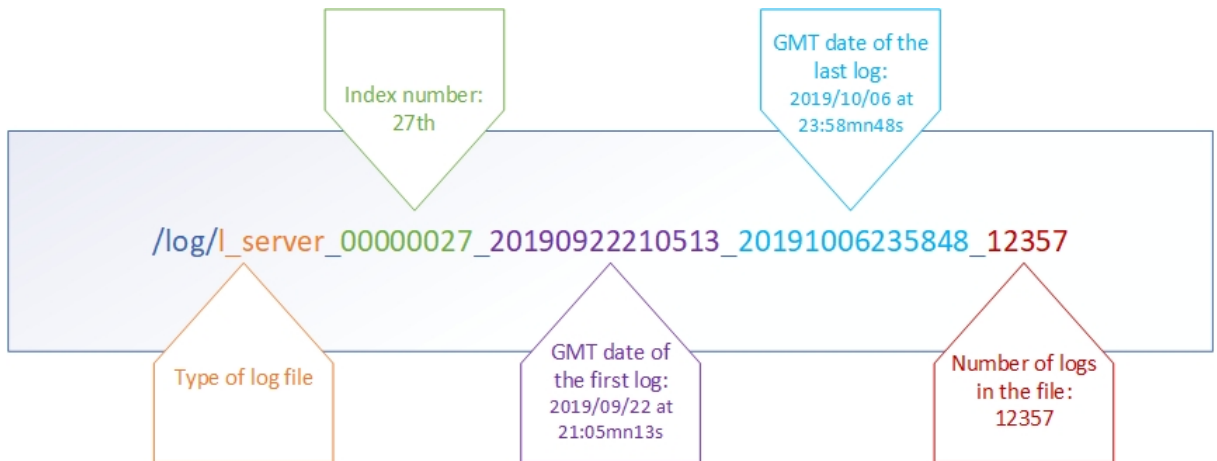 Index number:
27th
GMT date of the
last log:
2019/10/06 at
23:58mn48s
/log/l_server_00000027_20190922210513_20191006235848_12357
Type of log file
GMT date of
the first log:
2019/09/22 at
21:05mn13s
Number of logs
in the file:
12357